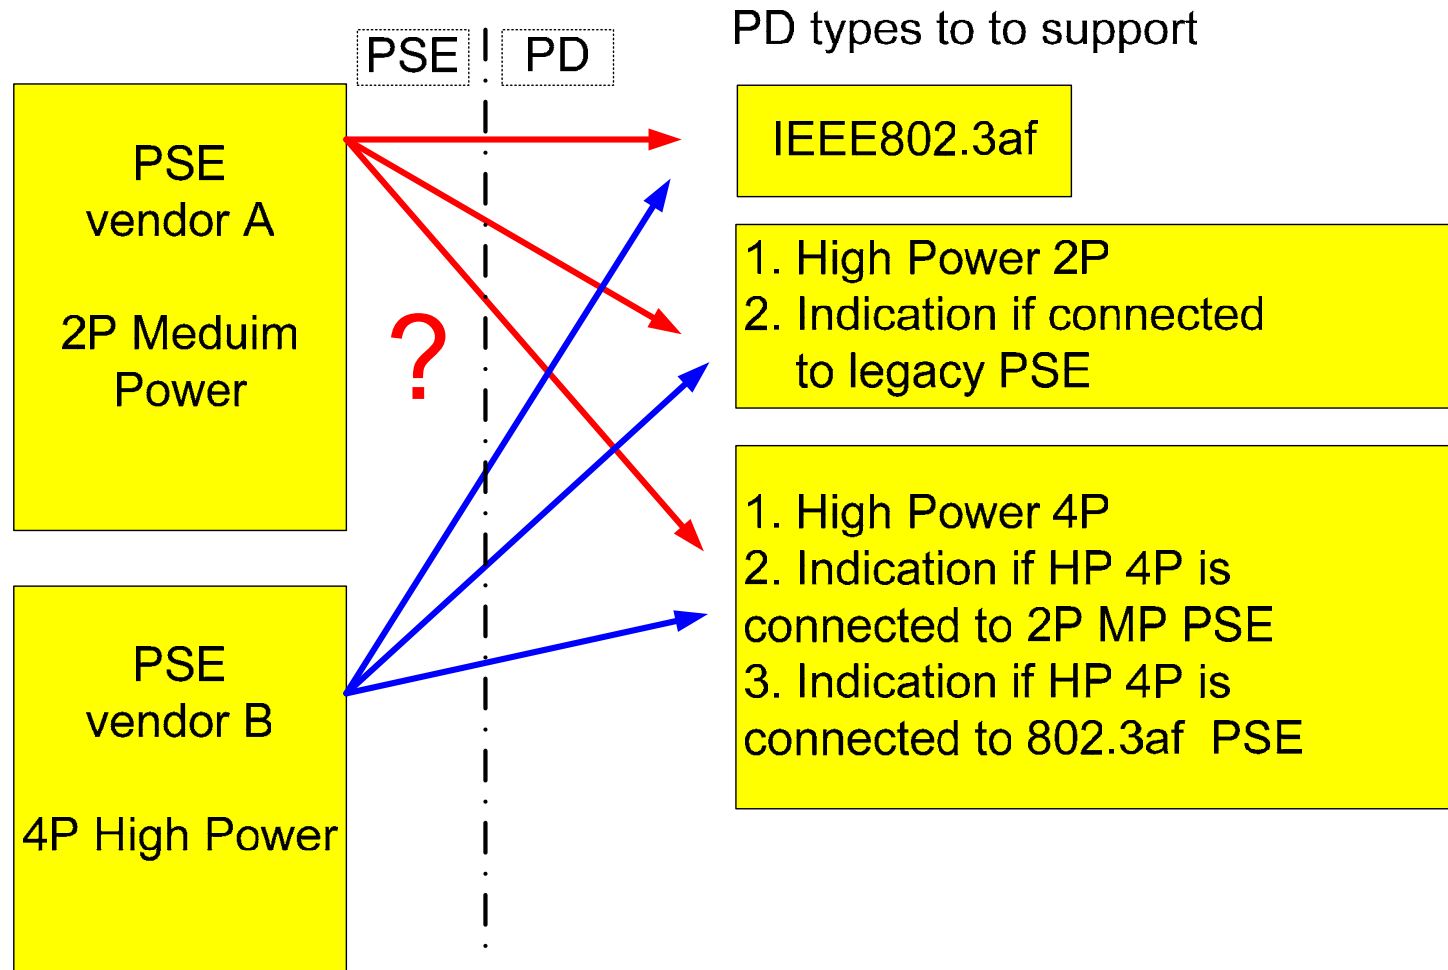 PD types to to support
PSE
PD
PSE
vendor A
2P Meduim
Power
?
PSE
vendor B
4P High Power
IEEE802.3af
1. High Power 2P
2. Indication if connected
to legacy PSE
1. High Power 4P
2. Indication if HP 4P is
connected to 2P MP PSE
3. Indication if HP 4P is
connected to 802.3af PSE